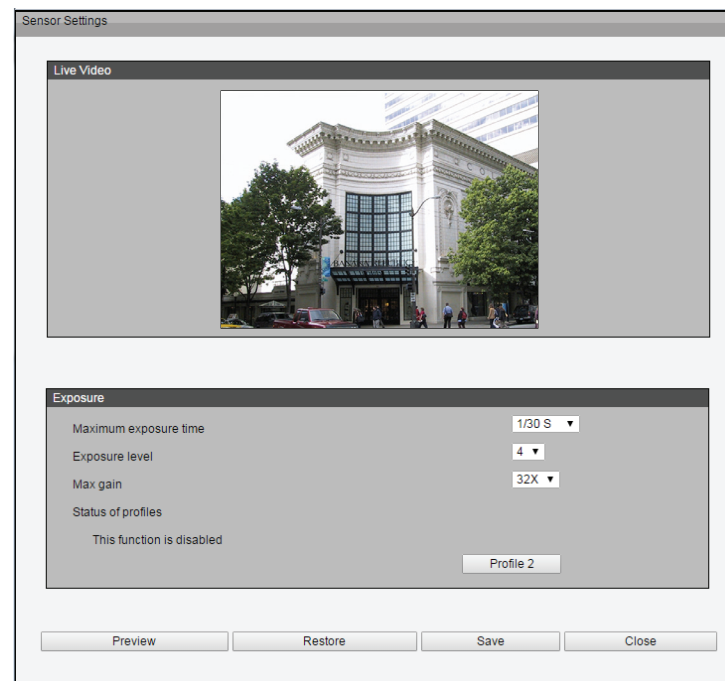 Sensor Settings
Live Video
Exposure
Maximum exposure time 1/30 S
Exposure level 4
Max gain 32X
Status of profiles
This function is disabled
Profile 2
Preview Restore Save Close